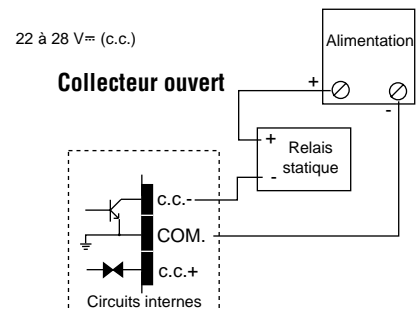 22 à 28 V⎓ (c.c.)
Alimentation
Collecteur ouvert
+
-
+ Relais
statique
-
c.c.-
COM.
c.c.+
Circuits internes